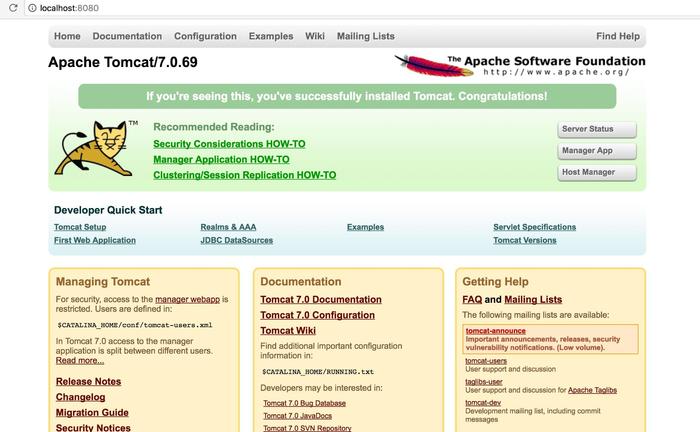 localhost:8080
Home Documentation Configuration Examples Wiki Mailing Lists Find Help
Apache Tomcat/7.0.69
The Apache Software Foundation
http://www.apache.org/
If you're seeing this, you've successfully installed Tomcat. Congratulations!
TM
Recommended Reading:
Security Considerations HOW-TO
Manager Application HOW-TO
Clustering/Session Replication HOW-TO
Server Status
Manager App
Host Manager
Developer Quick Start
Tomcat Setup
First Web Application
Realms & AAA
JDBC DataSources
Examples
Servlet Specifications
Tomcat Versions
Managing Tomcat
For security, access to the manager webapp is
restricted. Users are defined in:
$CATALINA_HOME/conf/tomcat-users.xml
In Tomcat 7.0 access to the manager
application is split between different users.
Read more...
Release Notes
Changelog
Migration Guide
Security Notices
Documentation
Tomcat 7.0 Documentation
Tomcat 7.0 Configuration
Tomcat Wiki
Find additional important configuration
information in:
$CATALINA_HOME/RUNNING.txt
Developers may be interested in:
Tomcat 7.0 Bug Database
Tomcat 7.0 JavaDocs
Tomcat 7.0 SVN Repository
Getting Help
FAQ and Mailing Lists
The following mailing lists are available:
tomcat-announce
Important announcements, releases, security
vulnerability notifications. (Low volume).
tomcat-users
User support and discussion
taglibs-user
User support and discussion for Apache Taglibs
tomcat-dev
Development mailing list, including commit
messages